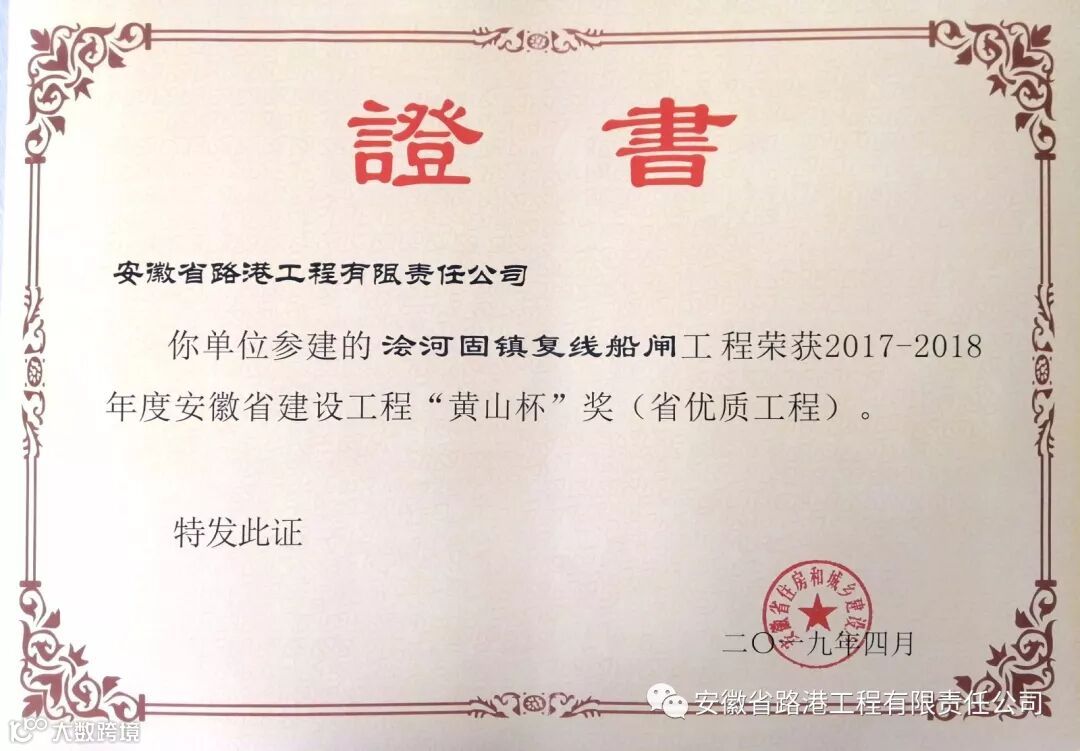 證書
安徽省路港工程有限责任公司
你单位参建的浍河固镇复线船闸工程荣获2017-2018
年度安徽省建设工程“黄山杯”奖（省优质工程）。
特发此证
安徽省住房和城乡建设厅
二〇一九年四月
安徽省路港工程有限责任公司
大数跨境